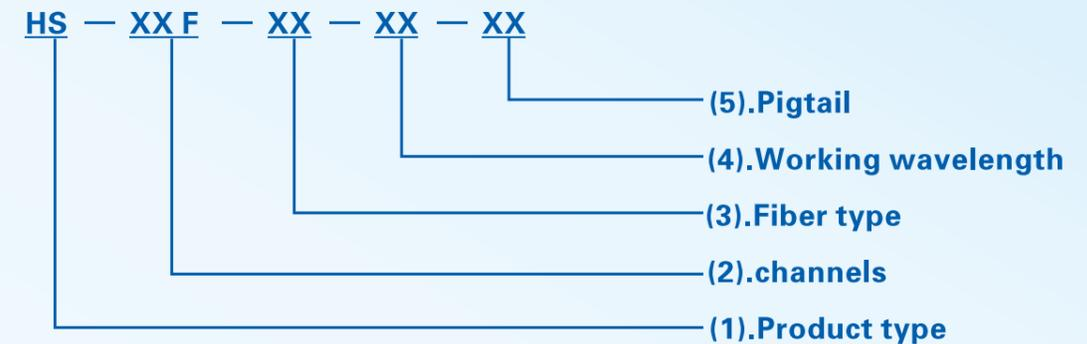 HS — XX F — XX — XX — XX
(5).Pigtail
(4).Working wavelength
(3).Fiber type
(2).channels
(1).Product type